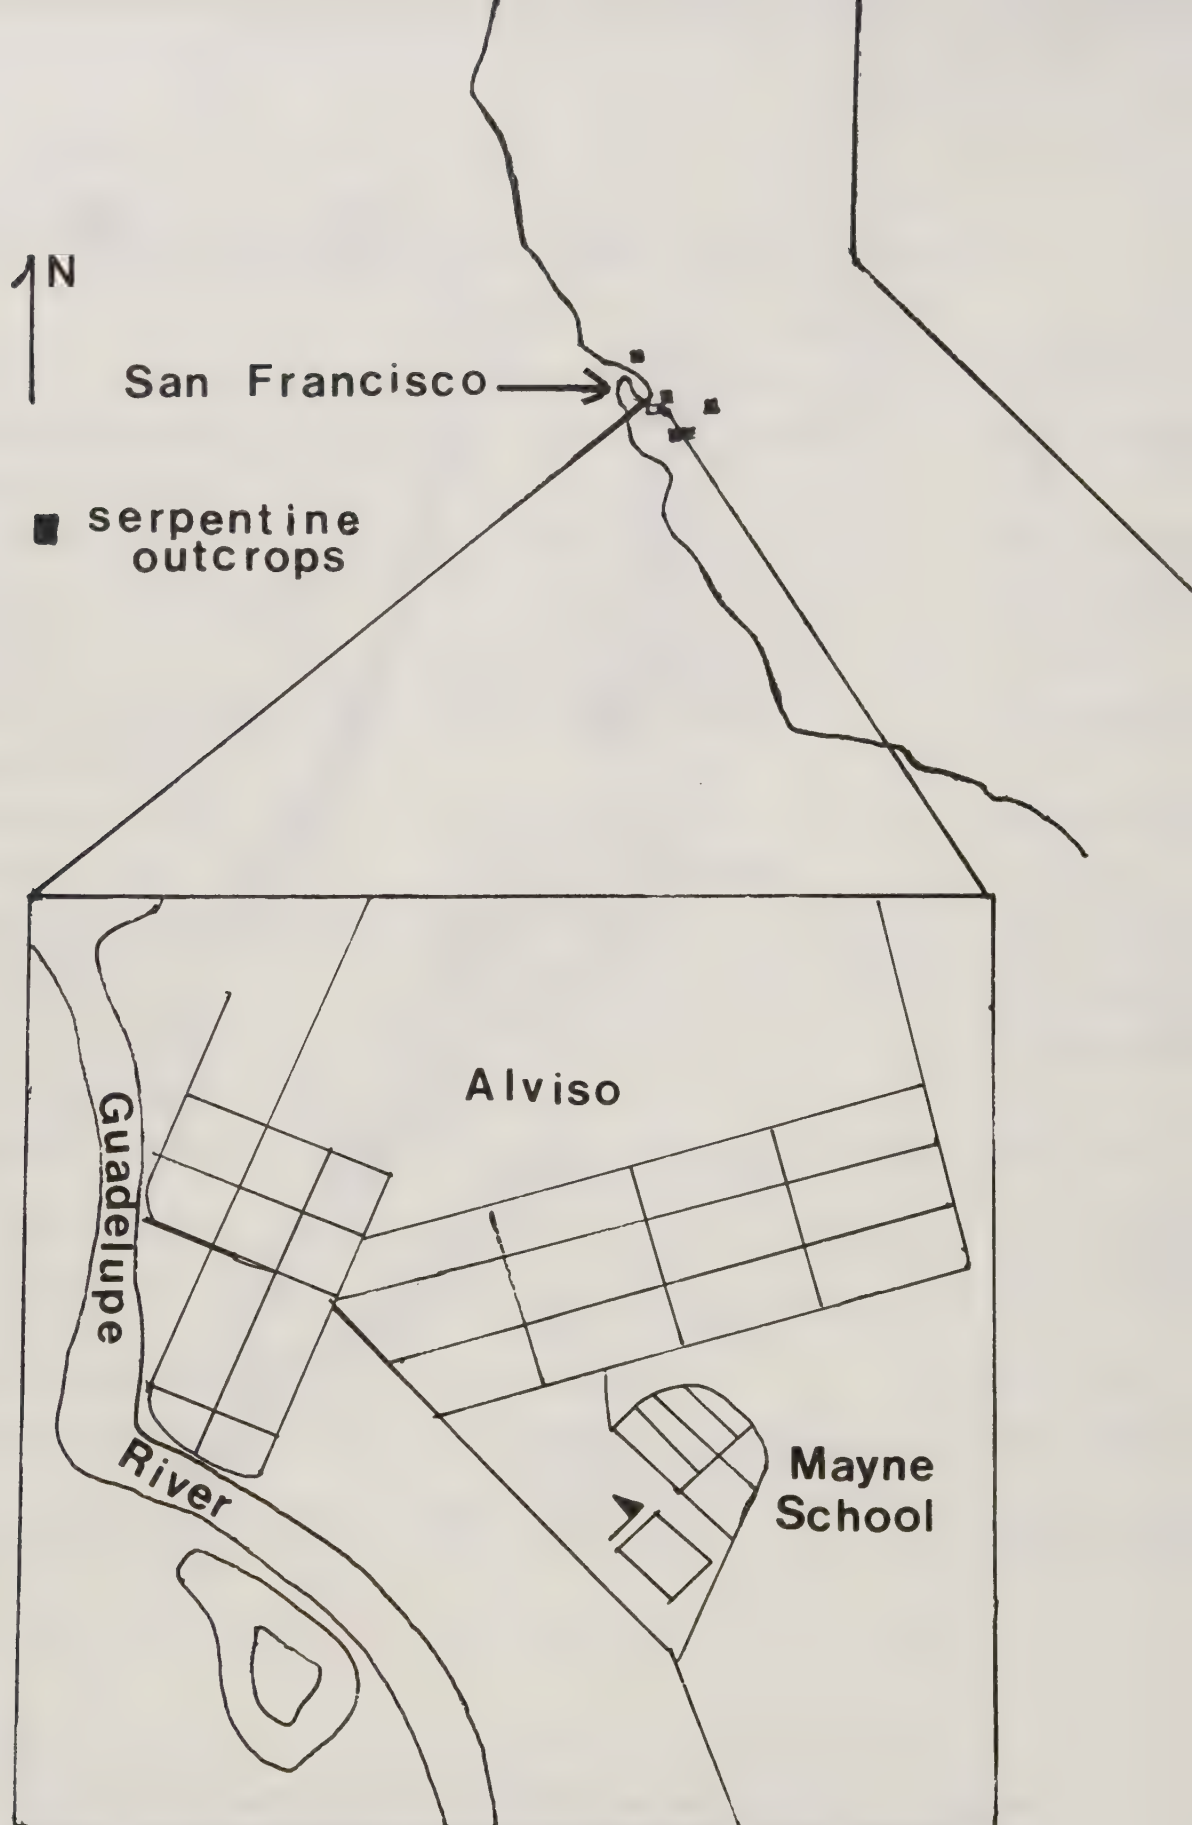 N
San Francisco
serpentine
outcrops
Alviso
Guadelupe
River
Mayne
School